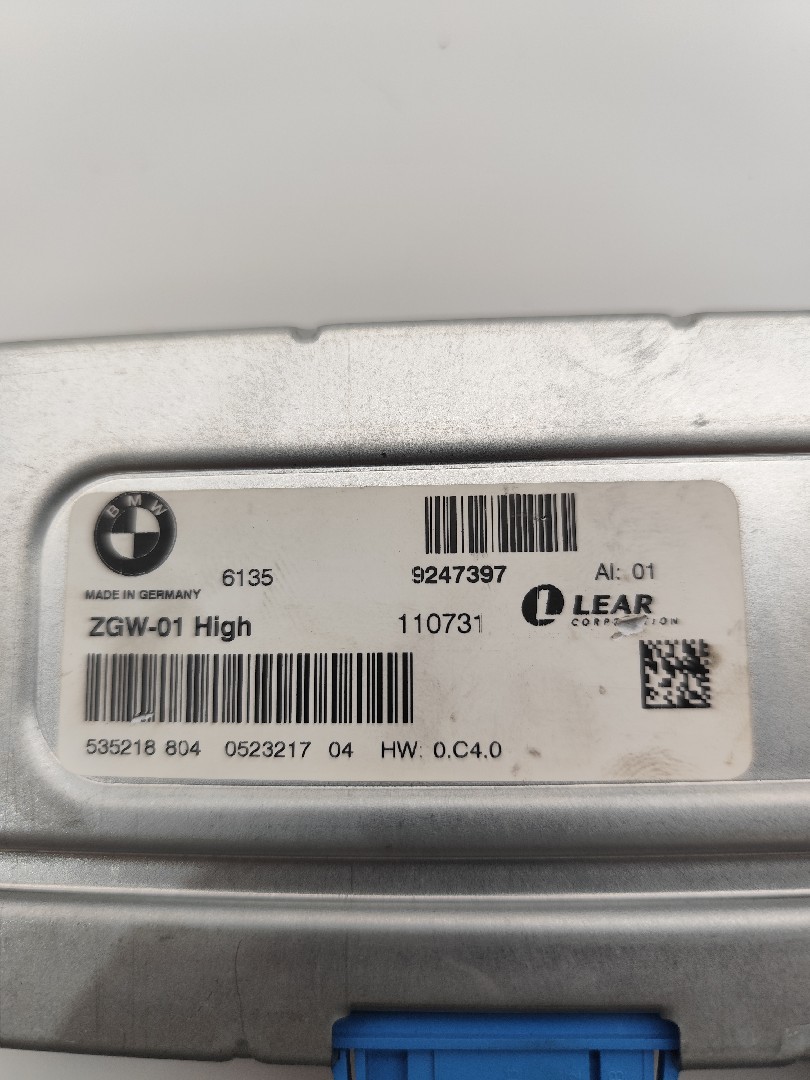 BMW
6135 9247397 AI: 01
MADE IN GERMANY
ZGW-01 High 110731 LEAR
535218 804 0523217 04 HW: 0.C4.0